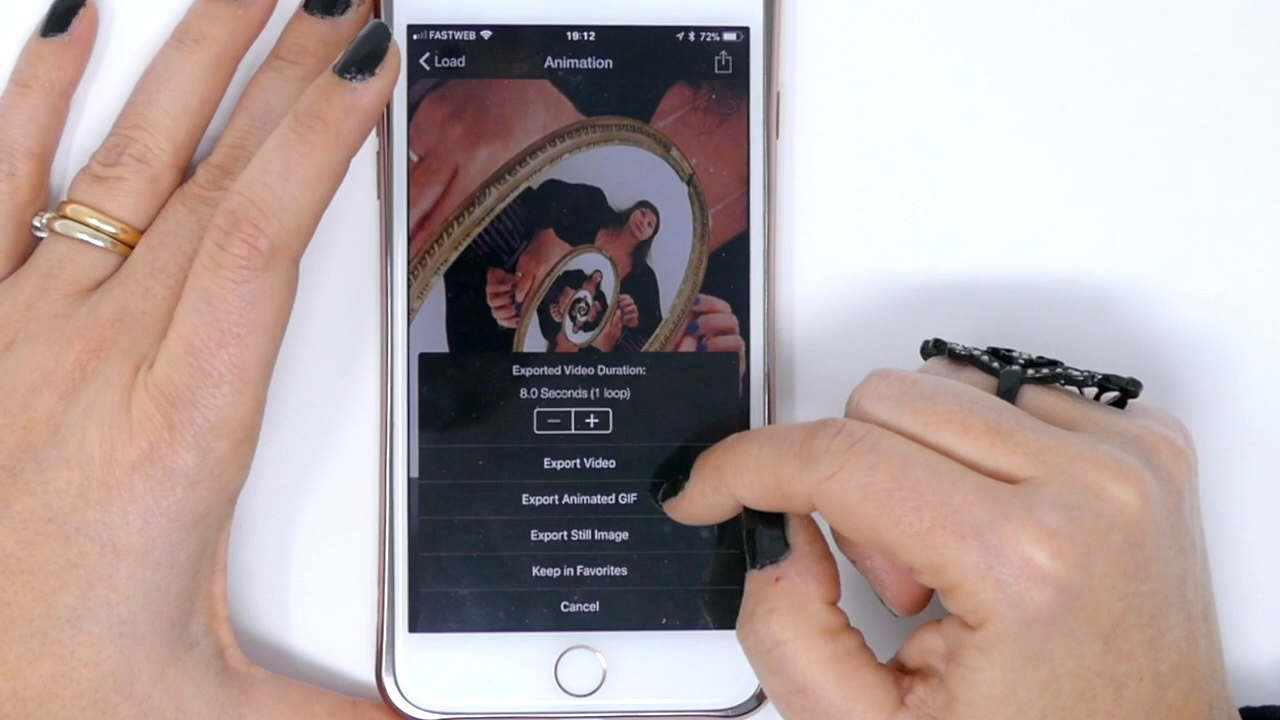 FASTWEB 19:12 72%
Load Animation
Exported Video Duration:
8.0 Seconds (1 loop)
− +
Export Video
Export Animated GIF
Export Still Image
Keep in Favorites
Cancel